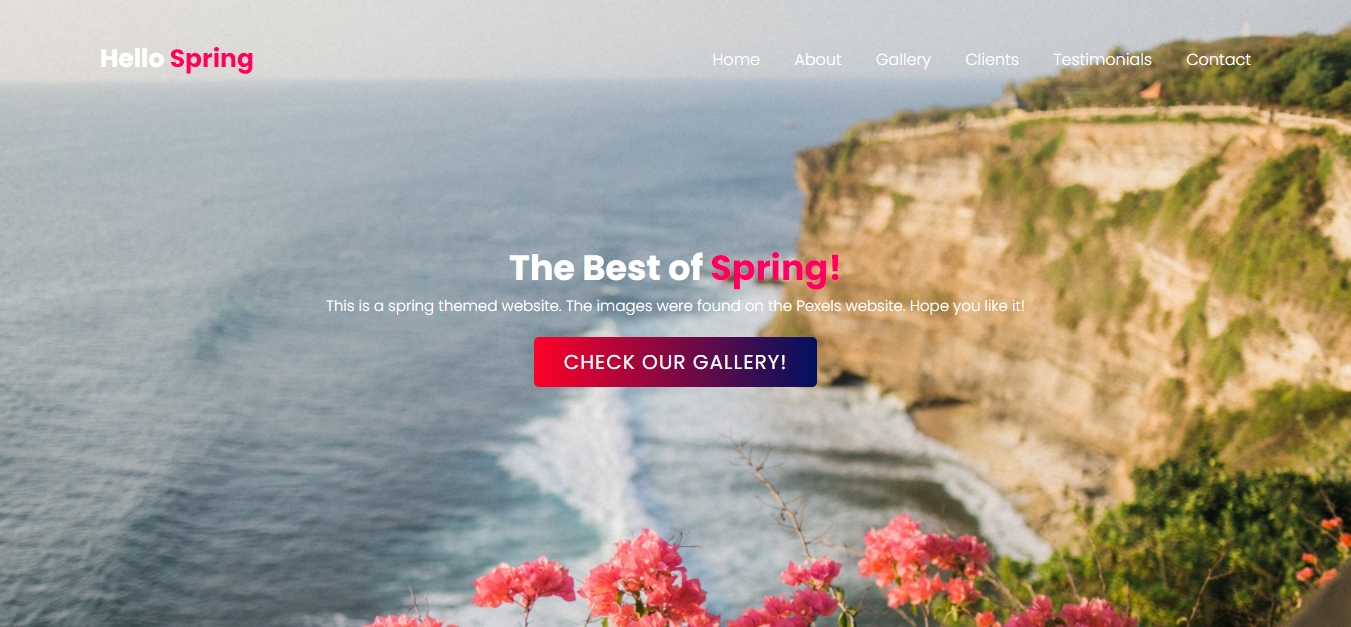 Hello Spring
Home About Gallery Clients Testimonials Contact
The Best of Spring!
This is a spring themed website. The images were found on the Pexels website. Hope you like it!
CHECK OUR GALLERY!